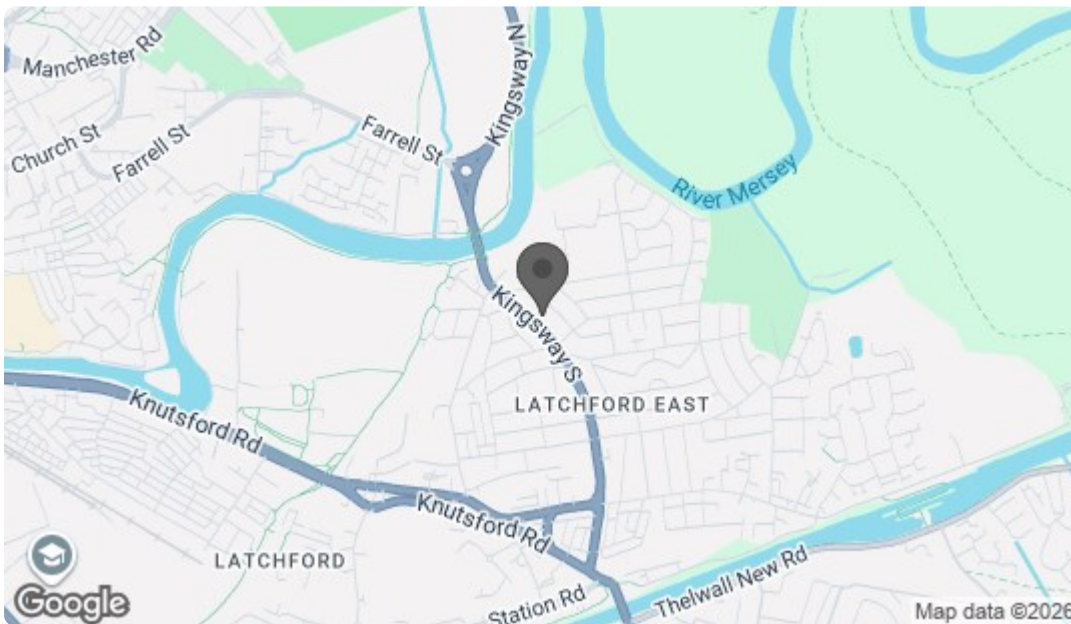 Manchester Rd
Kingsway N
Church St
Farrell St
Farrell St
River Mersey
Kingsway S
LATCHFORD EAST
Knutsford Rd
Knutsford Rd
LATCHFORD
Station Rd
Thelwall New Rd
Google
Map data ©2026